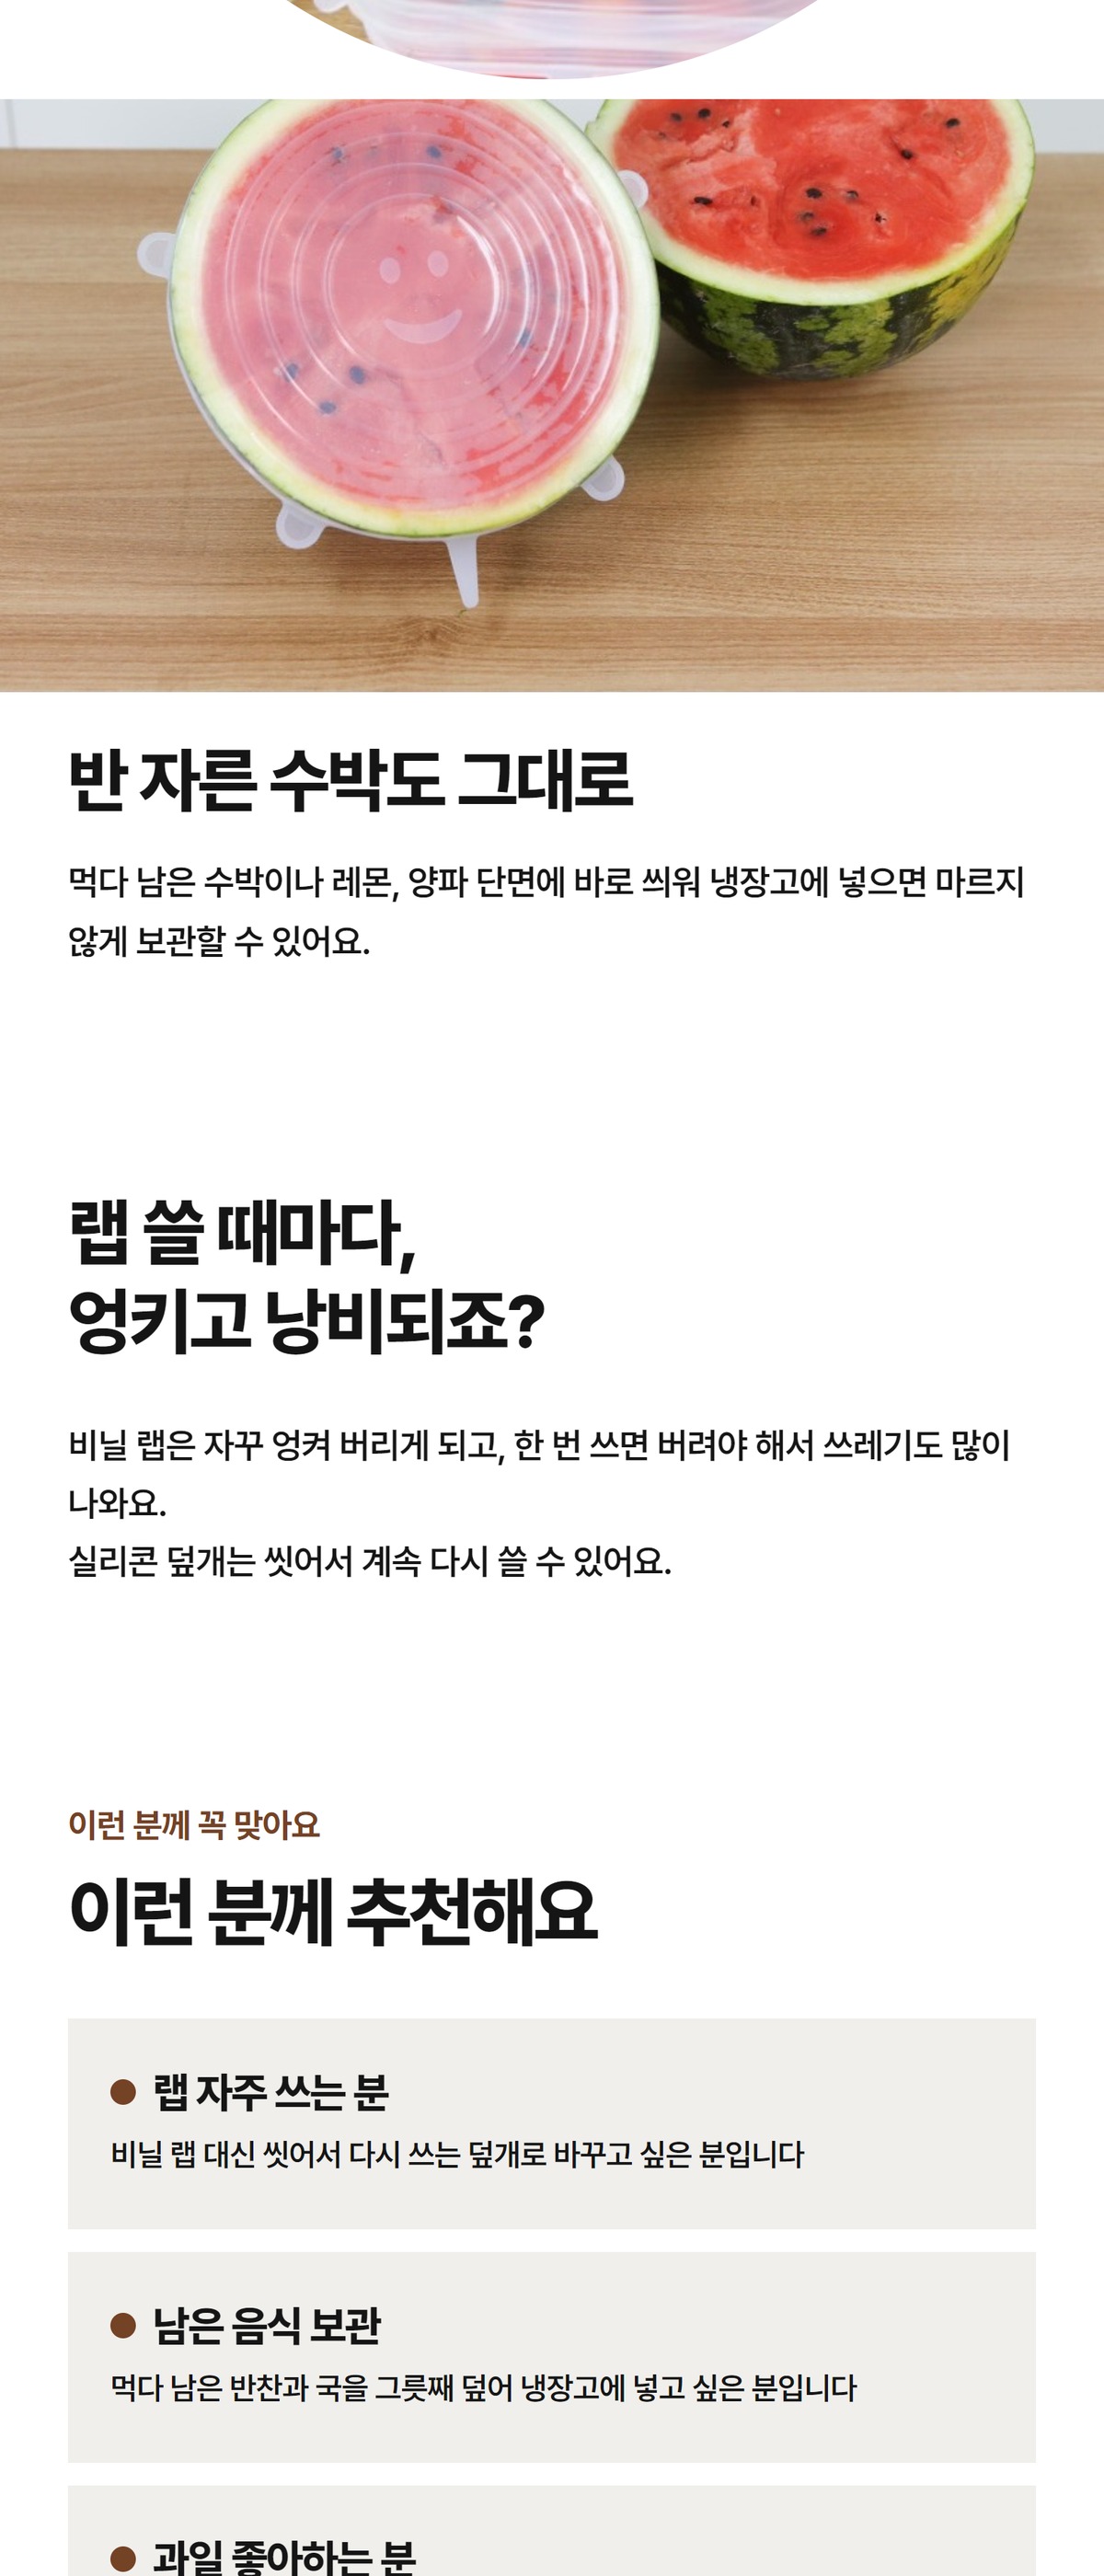 반 자른 수박도 그대로
먹다 남은 수박이나 레몬, 양파 단면에 바로 씌워 냉장고에 넣으면 마르지
않게 보관할 수 있어요.
랩 쓸 때마다,
엉키고 낭비되죠?
비닐 랩은 자꾸 엉켜 버리게 되고, 한 번 쓰면 버려야 해서 쓰레기도 많이
나와요.
실리콘 덮개는 씻어서 계속 다시 쓸 수 있어요.
이런 분께 꼭 맞아요
이런 분께 추천해요
랩 자주 쓰는 분
비닐 랩 대신 씻어서 다시 쓰는 덮개로 바꾸고 싶은 분입니다
남은 음식 보관
먹다 남은 반찬과 국을 그릇째 덮어 냉장고에 넣고 싶은 분입니다
과일 좋아하는 분